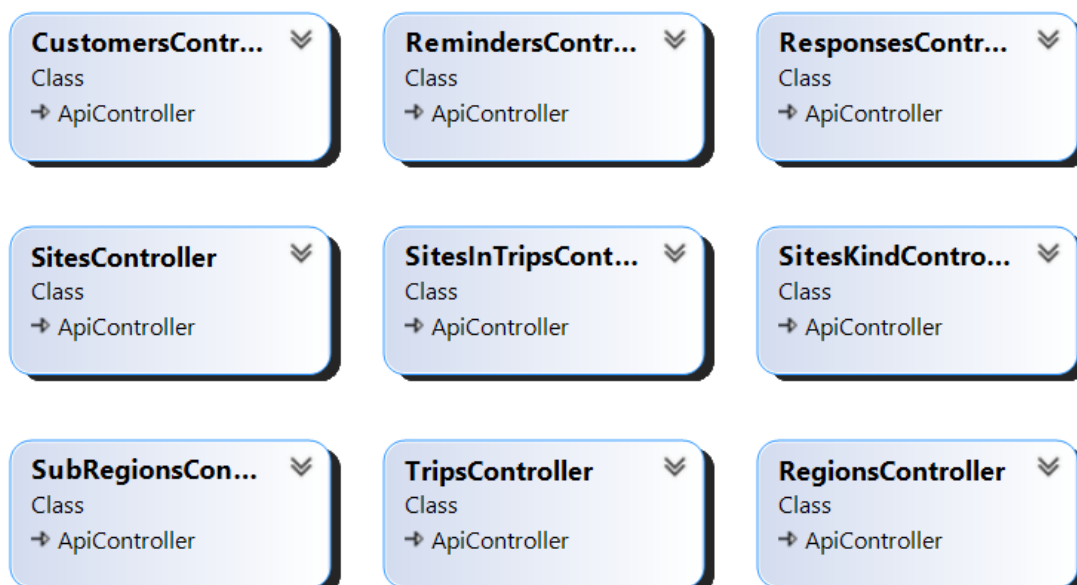 CustomersContr...
Class
ApiController
RemindersContr...
Class
ApiController
ResponsesContr...
Class
ApiController
SitesController
Class
ApiController
SitesInTripsCont...
Class
ApiController
SitesKindContro...
Class
ApiController
SubRegionsCon...
Class
ApiController
TripsController
Class
ApiController
RegionsController
Class
ApiController